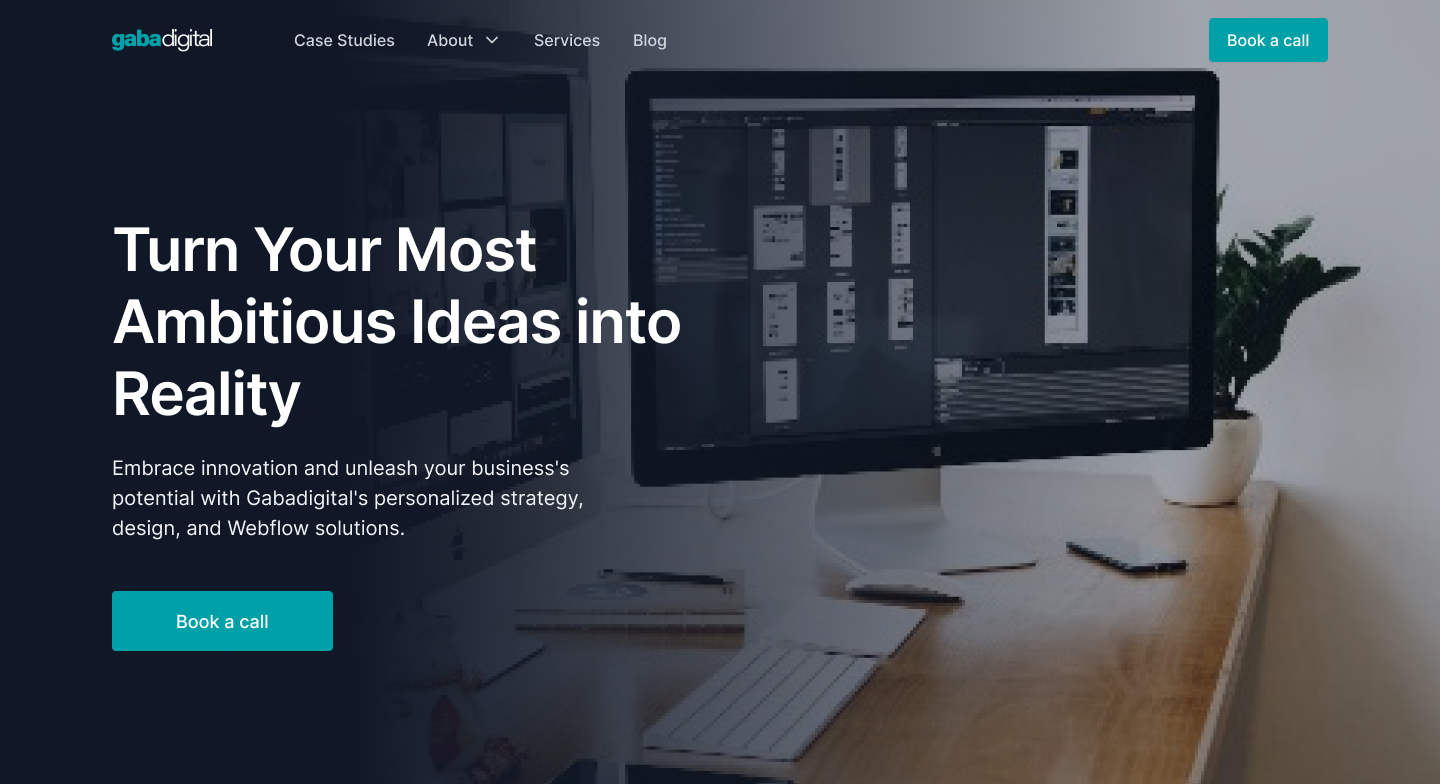 gabadigital
Case Studies
About
Services
Blog
Book a call
Turn Your Most
Ambitious Ideas into
Reality
Embrace innovation and unleash your business's
potential with Gabadigital's personalized strategy,
design, and Webflow solutions.
Book a call